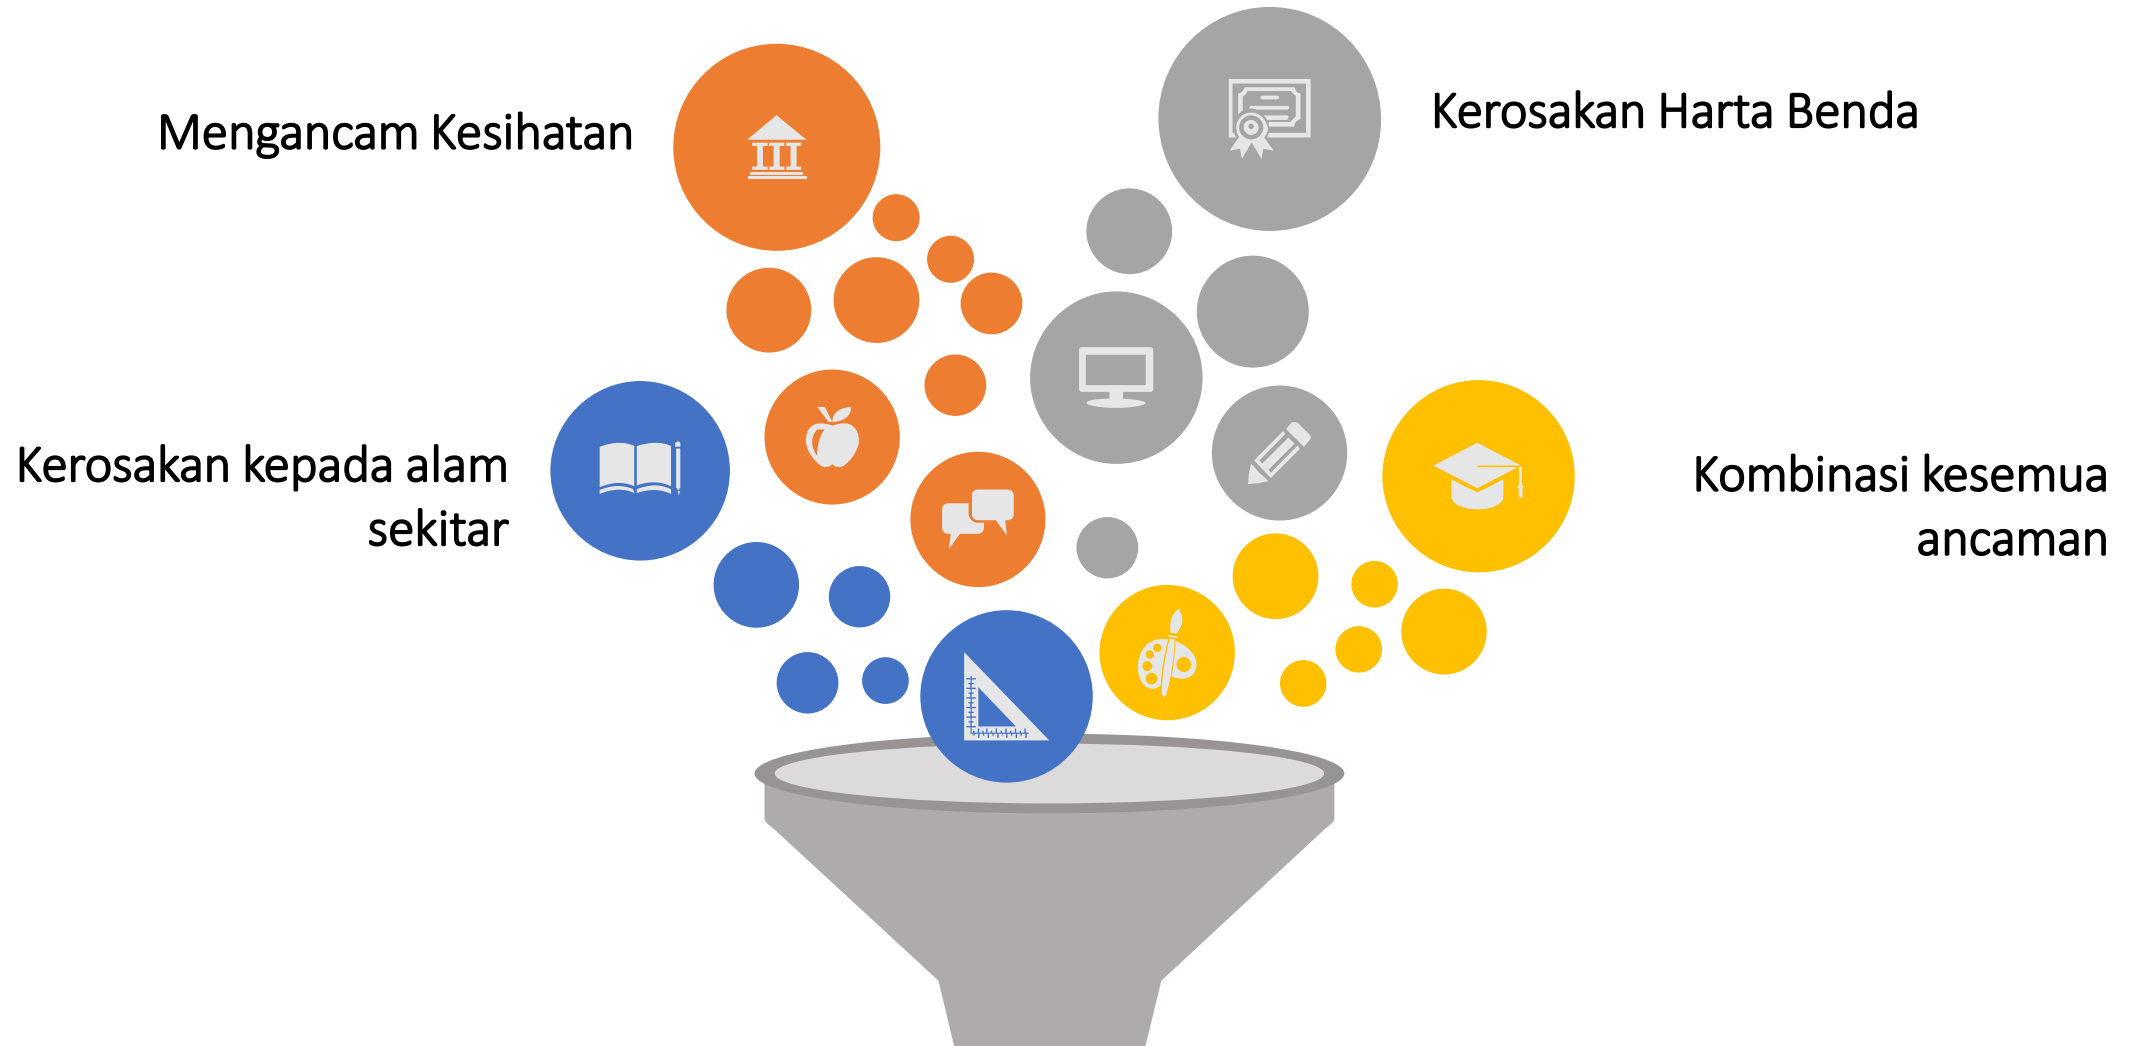 Mengancam Kesihatan
Kerosakan Harta Benda
Kerosakan kepada alam
sekitar
Kombinasi kesemua
ancaman